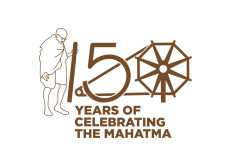 150
YEARS OF
CELEBRATING
THE MAHATMA